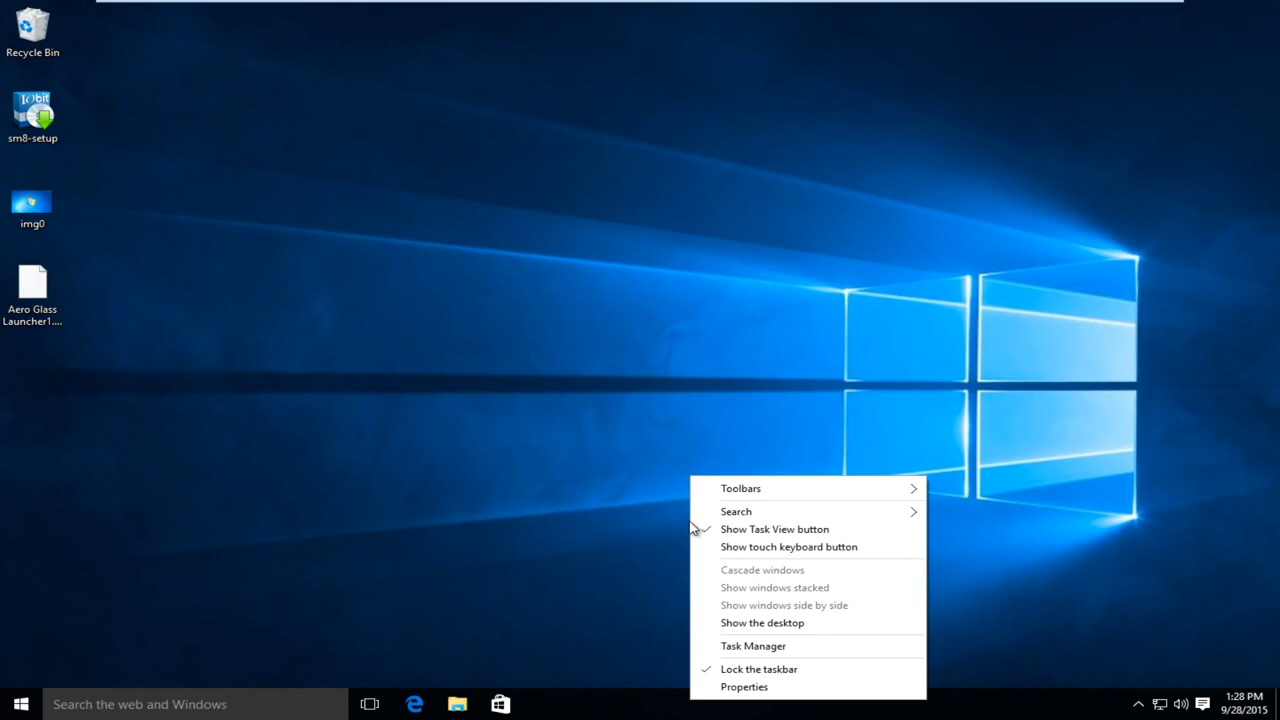 Recycle Bin
IObit
sm8-setup
img0
Aero Glass
Launcher1....
Toolbars
Search
Show Task View button
Show touch keyboard button
Cascade windows
Show windows stacked
Show windows side by side
Show the desktop
Task Manager
Lock the taskbar
Properties
Search the web and Windows
1:28 PM
9/28/2015